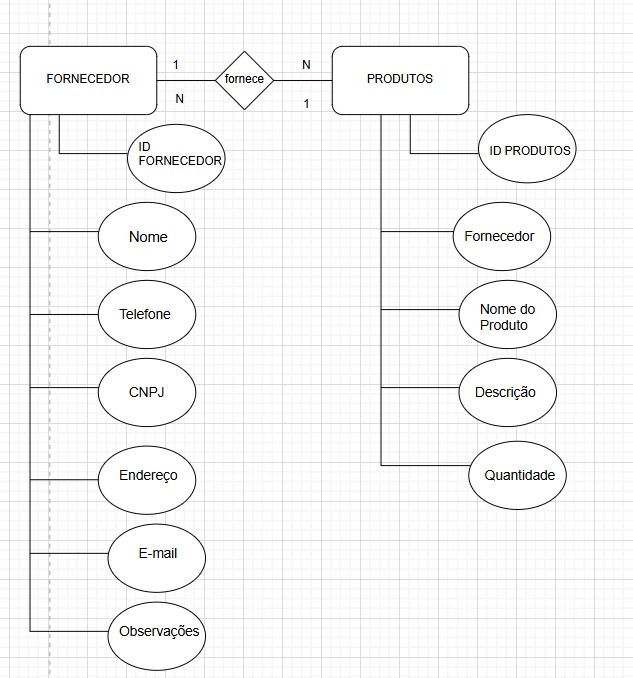 FORNECEDOR
1
N
fornece
N
1
PRODUTOS
ID
FORNECEDOR
Nome
Telefone
CNPJ
Endereço
E-mail
Observações
ID PRODUTOS
Fornecedor
Nome do
Produto
Descrição
Quantidade